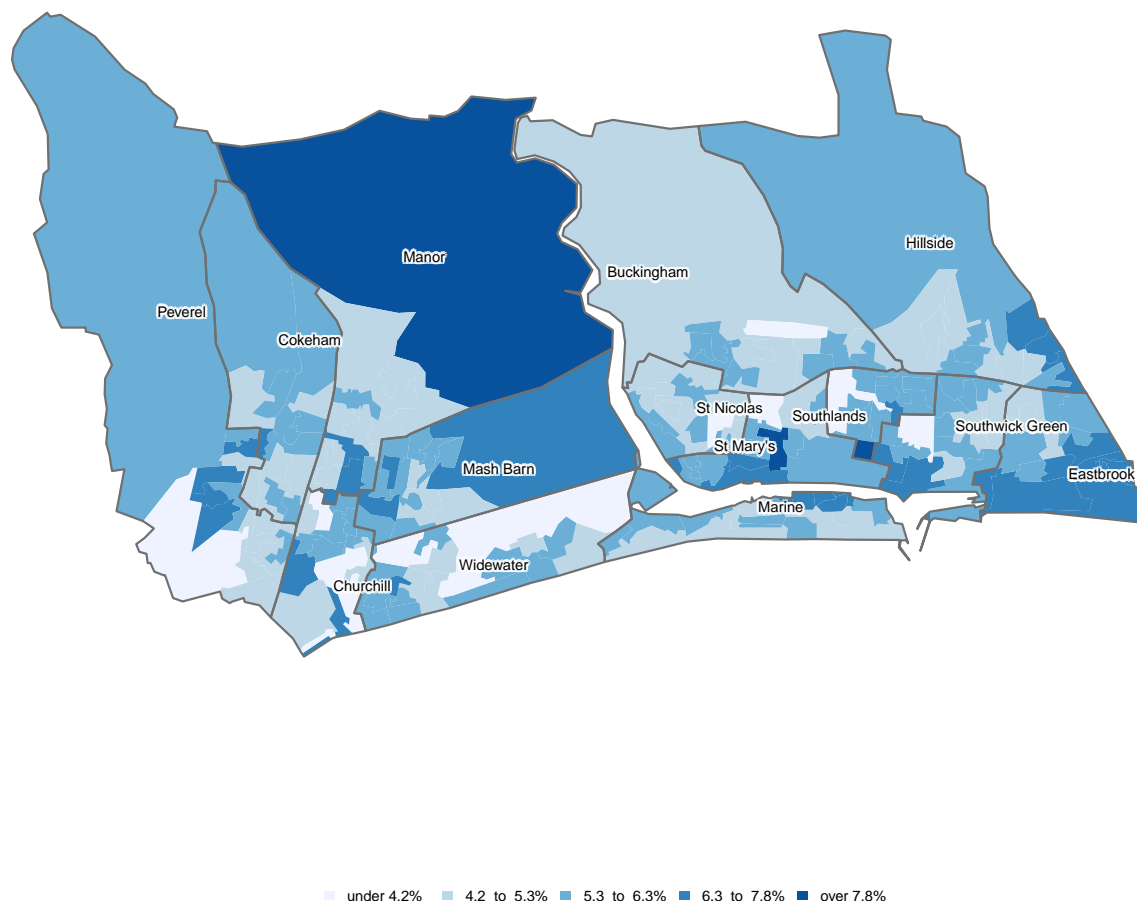 Hillside
Manor
Buckingham
Peverel
Cokeham
St Nicolas
Southlands
Southwick Green
St Mary's
Mash Barn
Eastbrook
Marine
Widewater
Churchill
under 4.2% 4.2 to 5.3% 5.3 to 6.3% 6.3 to 7.8% over 7.8%